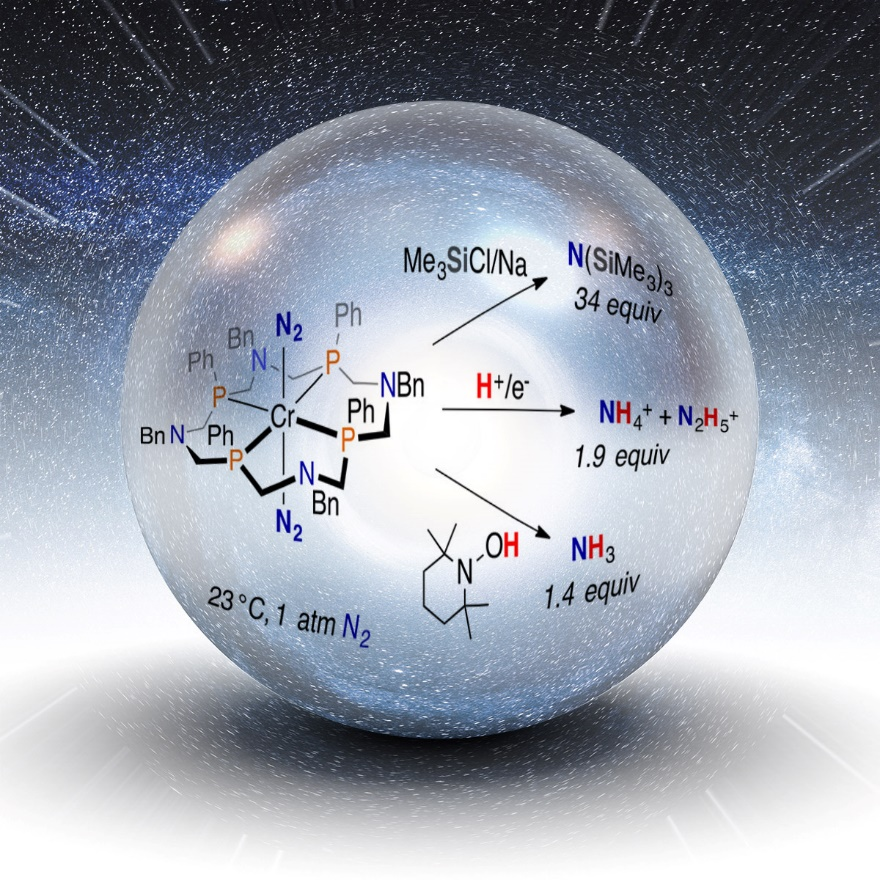 Me₃SiCl/Na
N(SiMe₃)₃
34 equiv
N₂
Ph
Bn
N
Ph
P
NBn
P
H⁺/e⁻
NH₄⁺ + N₂H₅⁺
1.9 equiv
Cr
Ph
Bn N
Ph
P
P
N
Bn
N₂
OH
N
NH₃
1.4 equiv
23 °C, 1 atm N₂